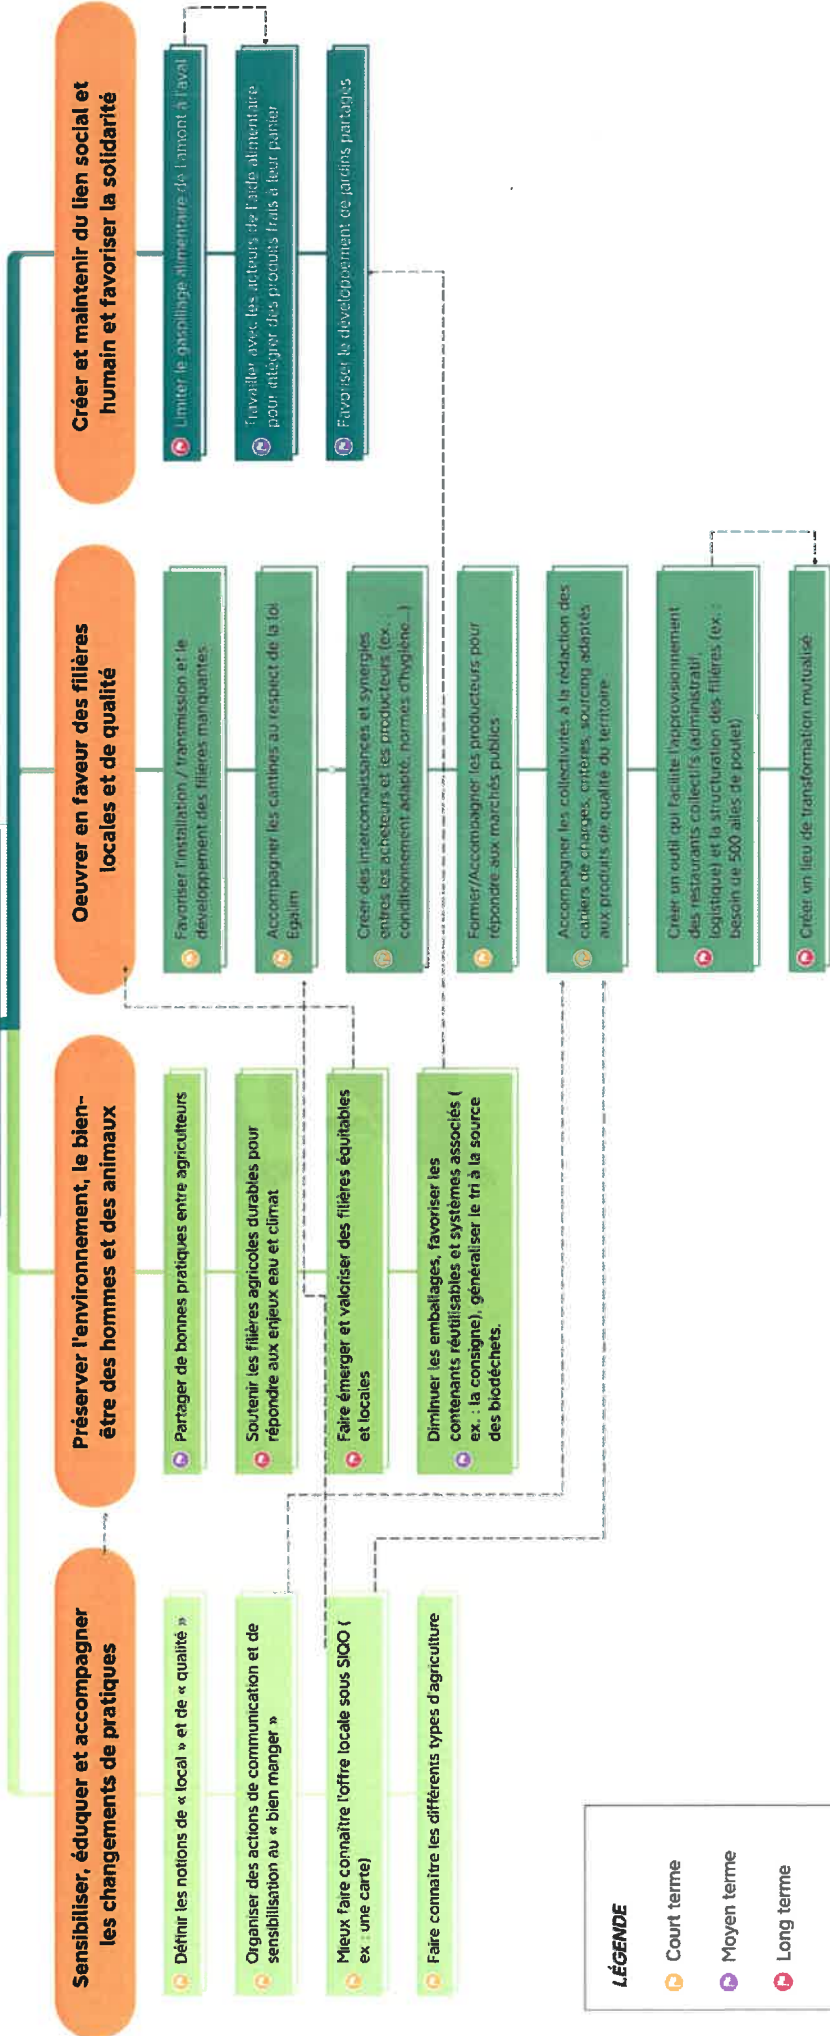 Sensibiliser, éduquer et accompagner
les changements de pratiques
Définir les notions de « local » et de « qualité »
Organiser des actions de communication et de
sensibilisation au « bien manger »
Mieux faire connaître l'offre locale sous SIQO (
ex : une carte)
Faire connaitre les différents types d'agriculture
Préserver l'environnement, le bien-
être des hommes et des animaux
Partager de bonnes pratiques entre agriculteurs
Soutenir les filières agricoles durables pour
répondre aux enjeux eau et climat
Faire émerger et valoriser des filières équitables
et locales
Diminuer les emballages, favoriser les
contenants réutilisables et systèmes associés (
ex. : la consigne), généraliser le tri à la source
des biodéchets.
Oeuvrer en faveur des filières
locales et de qualité
Favoriser l'installation / transmission et le
développement des filières manquantes
Accompagner les cantines au respect de la loi
Egalim
Créer des interconnaissances et synergies
entres les acheteurs et les producteurs (ex. :
conditionnement adapté, normes d'hygiène...)
Former/Accompagner les producteurs pour
répondre aux marchés publics
Accompagner les collectivités à la rédaction des
cahiers de charges, critères, sourcing adaptés
aux produits de qualité du territoire
Créer un outil qui facilite l'approvisionnement
des restaurants collectifs (administratif,
logistique) et la structuration des filières (ex. :
besoin de 500 ailes de poulet)
Créer un lieu de transformation mutualisé
Créer et maintenir du lien social et
humain et favoriser la solidarité
Limiter le gaspillage alimentaire de l'amont à l'aval
Travailler avec les acteurs de l'aide alimentaire
pour intégrer des produits frais à leur panier
Favoriser le développement de jardins partagés
LÉGENDE
Court terme
Moyen terme
Long terme